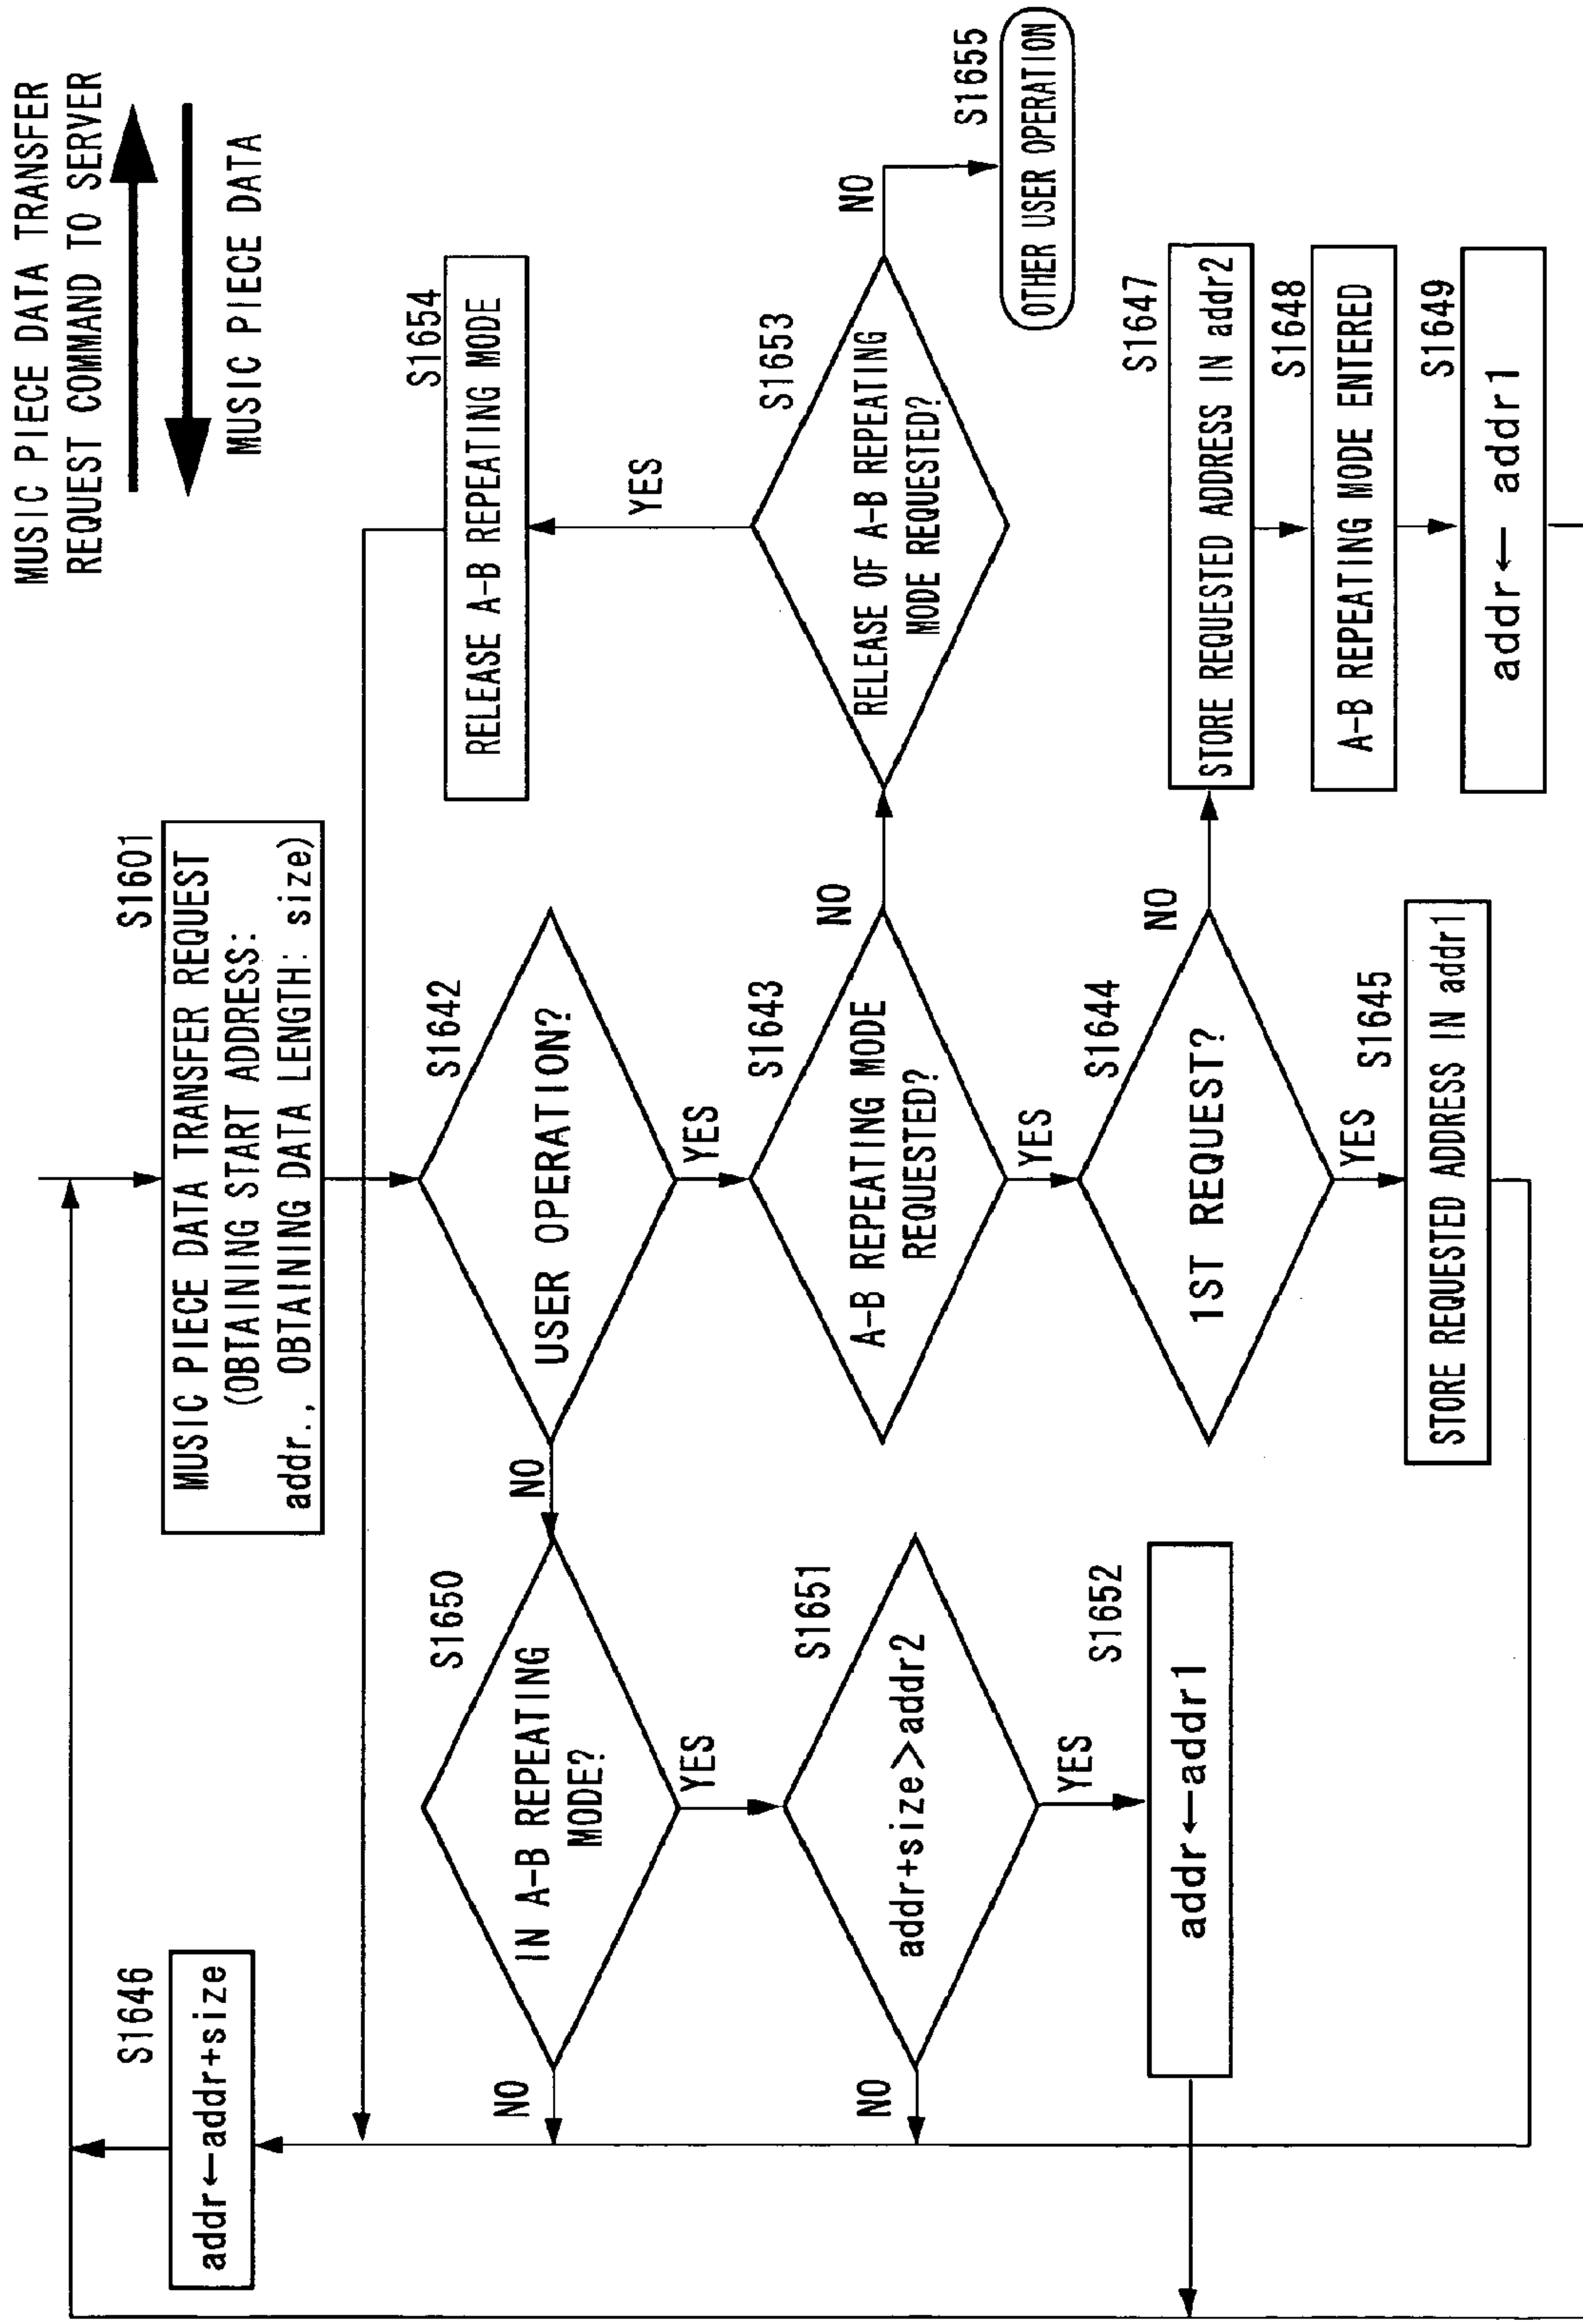 MUSIC PIECE DATA TRANSFER
REQUEST COMMAND TO SERVER
MUSIC PIECE DATA
S1601
MUSIC PIECE DATA TRANSFER REQUEST
(OBTAINING START ADDRESS:
addr., OBTAINING DATA LENGTH: size)
S1646
addr←addr+size
S1642
USER OPERATION?
NO
YES
S1650
IN A-B REPEATING
MODE?
NO
YES
S1651
addr+size>addr2
NO
YES
S1652
addr←addr1
S1643
A-B REPEATING MODE
REQUESTED?
NO
YES
S1644
1ST REQUEST?
NO
YES
S1645
STORE REQUESTED ADDRESS IN addr1
S1654
RELEASE A-B REPEATING MODE
YES
S1653
RELEASE OF A-B REPEATING
MODE REQUESTED?
NO
S1655
OTHER USER OPERATION
S1647
STORE REQUESTED ADDRESS IN addr2
S1648
A-B REPEATING MODE ENTERED
S1649
addr← addr1